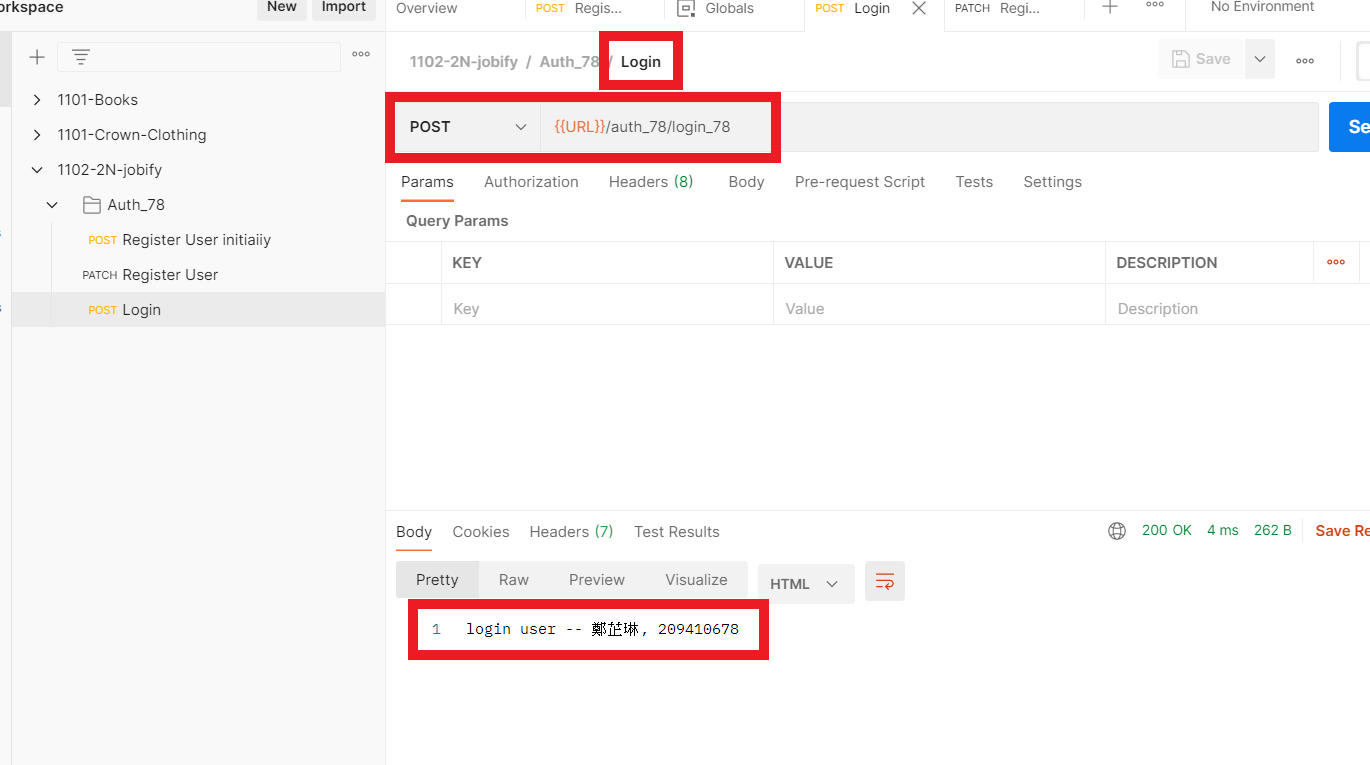 orkspace New Import Overview POST Regis... Globals POST Login PATCH Regi... No Environment
1102-2N-jobify / Auth_78 / Login Save
1101-Books
1101-Crown-Clothing
1102-2N-jobify
Auth_78
POST Register User initiaiiy
PATCH Register User
POST Login
POST {{URL}}/auth_78/login_78 Se
Params Authorization Headers (8) Body Pre-request Script Tests Settings
Query Params
KEY VALUE DESCRIPTION
Key Value Description
Body Cookies Headers (7) Test Results 200 OK 4 ms 262 B Save Re
Pretty Raw Preview Visualize HTML
1 login user -- 鄭芷琳, 209410678